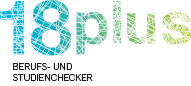 18plus
BERUFS- UND
STUDIENCHECKER